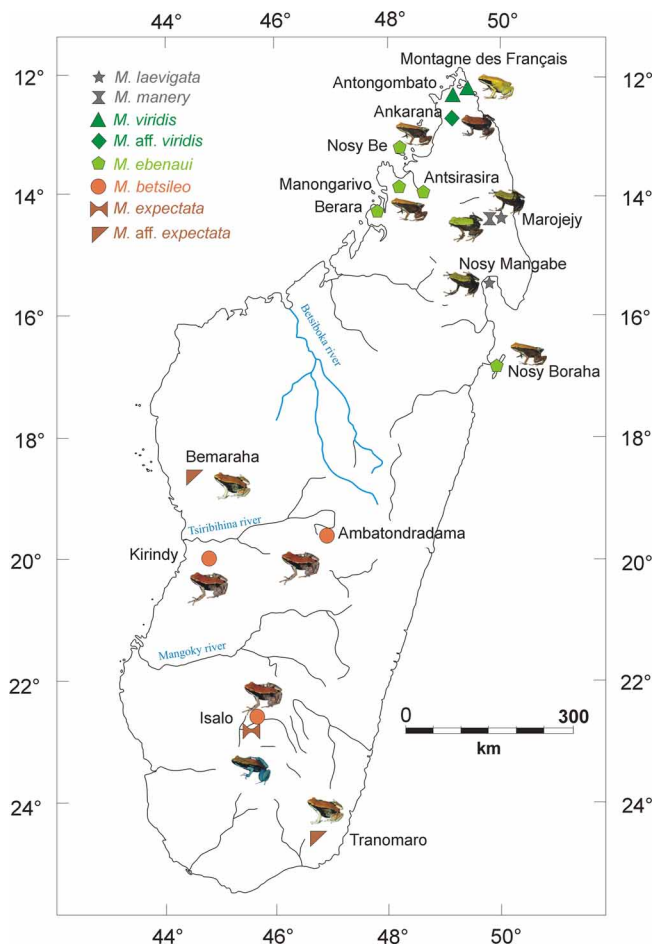 44°
46°
48°
50°
M. laevigata
M. manery
M. viridis
M. aff. viridis
M. ebenaui
M. betsileo
M. expectata
M. aff. expectata
Montagne des Français
12°
12°
Antongombato
Ankarana
Nosy Be
Manongarivo
Antsirasira
14°
14°
Berara
Marojejy
Nosy Mangabe
16°
16°
Betsiboka river
Nosy Boraha
18°
18°
Bemaraha
Tsiribihina river
Ambatondradama
Kirindy
20°
20°
Mangoky river
22°
22°
Isalo
0
300
km
24°
24°
Tranomaro
44°
46°
48°
50°